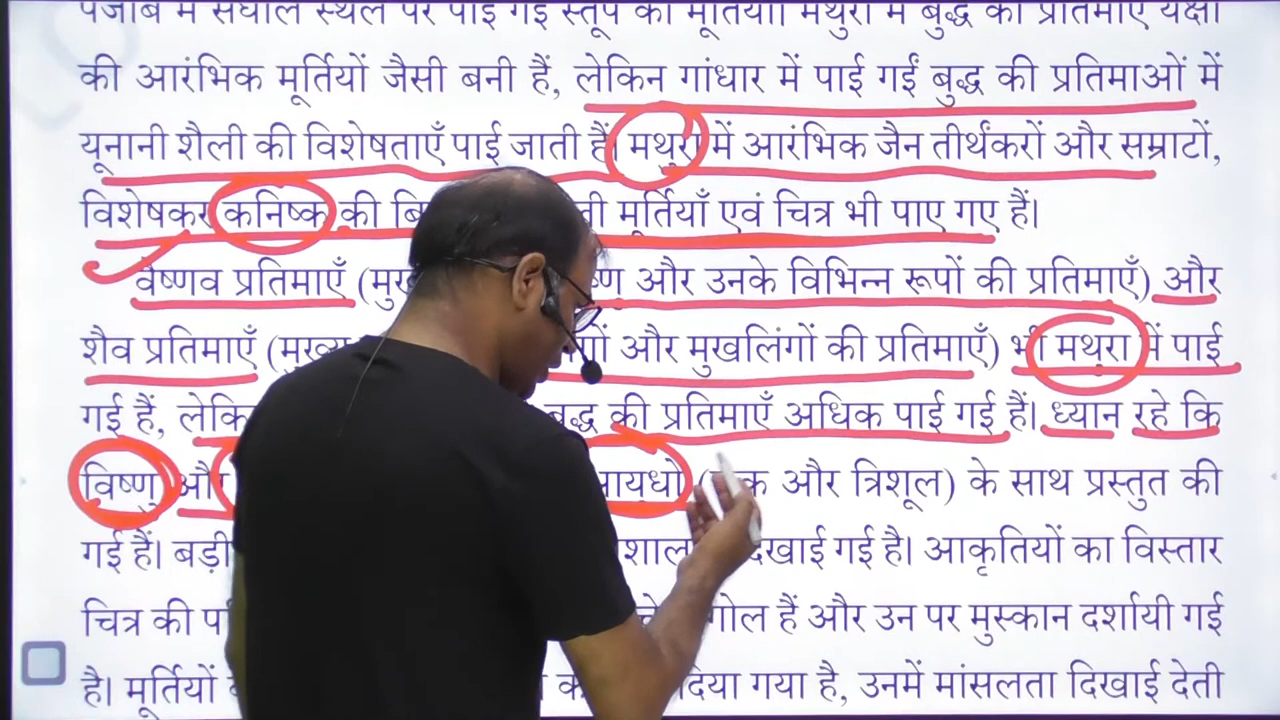 पंजाब में संघोल स्थल पर पाई गई स्तूप की मूर्तियाँ। मथुरा में बुद्ध की प्रतिमाएँ यक्षों
की आरंभिक मूर्तियों जैसी बनी हैं, लेकिन गांधार में पाई गईं बुद्ध की प्रतिमाओं में
यूनानी शैली की विशेषताएँ पाई जाती हैं। मथुरा में आरंभिक जैन तीर्थंकरों और सम्राटों,
विशेषकर कनिष्क की मूर्तियाँ एवं चित्र भी पाए गए हैं।
वैष्णव प्रतिमाएँ और उनके विभिन्न रूपों की प्रतिमाएँ) और
शैव प्रतिमाएँ और मुखलिंगों की प्रतिमाएँ) भी मथुरा में पाई
गई हैं, बुद्ध की प्रतिमाएँ अधिक पाई गई हैं। ध्यान रहे कि
विष्णु और और त्रिशूल) के साथ प्रस्तुत की
गई हैं। बड़ी दिखाई गई है। आकृतियों का विस्तार
चित्र की गोल हैं और उन पर मुस्कान दर्शायी गई
है। मूर्तियों दिया गया है, उनमें मांसलता दिखाई देती